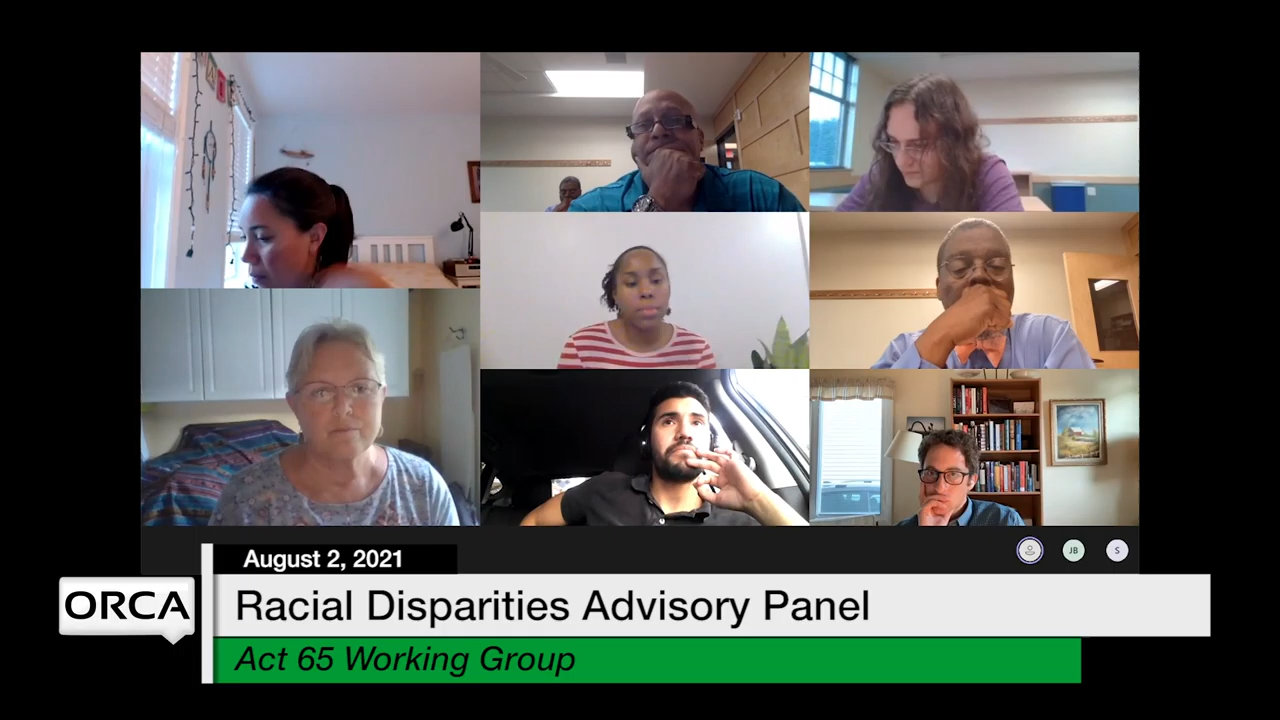 JB
S
August 2, 2021
ORCA
Racial Disparities Advisory Panel
Act 65 Working Group